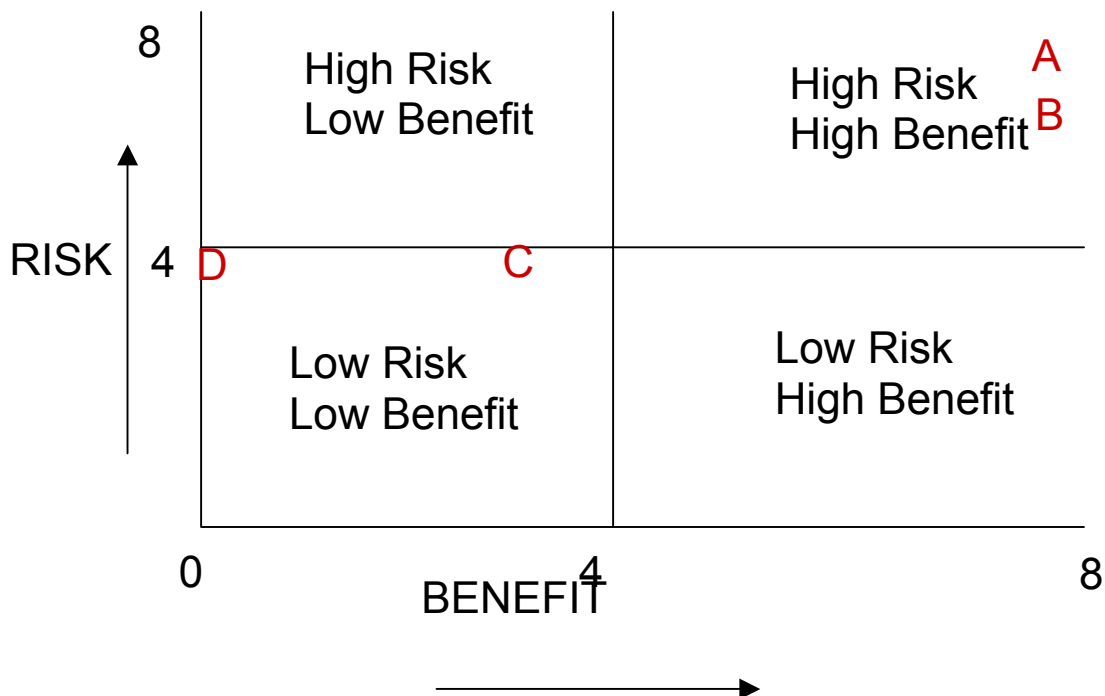 8
High Risk
Low Benefit
High Risk
High Benefit
A
B
RISK
4
D
C
Low Risk
Low Benefit
Low Risk
High Benefit
0
4
8
BENEFIT